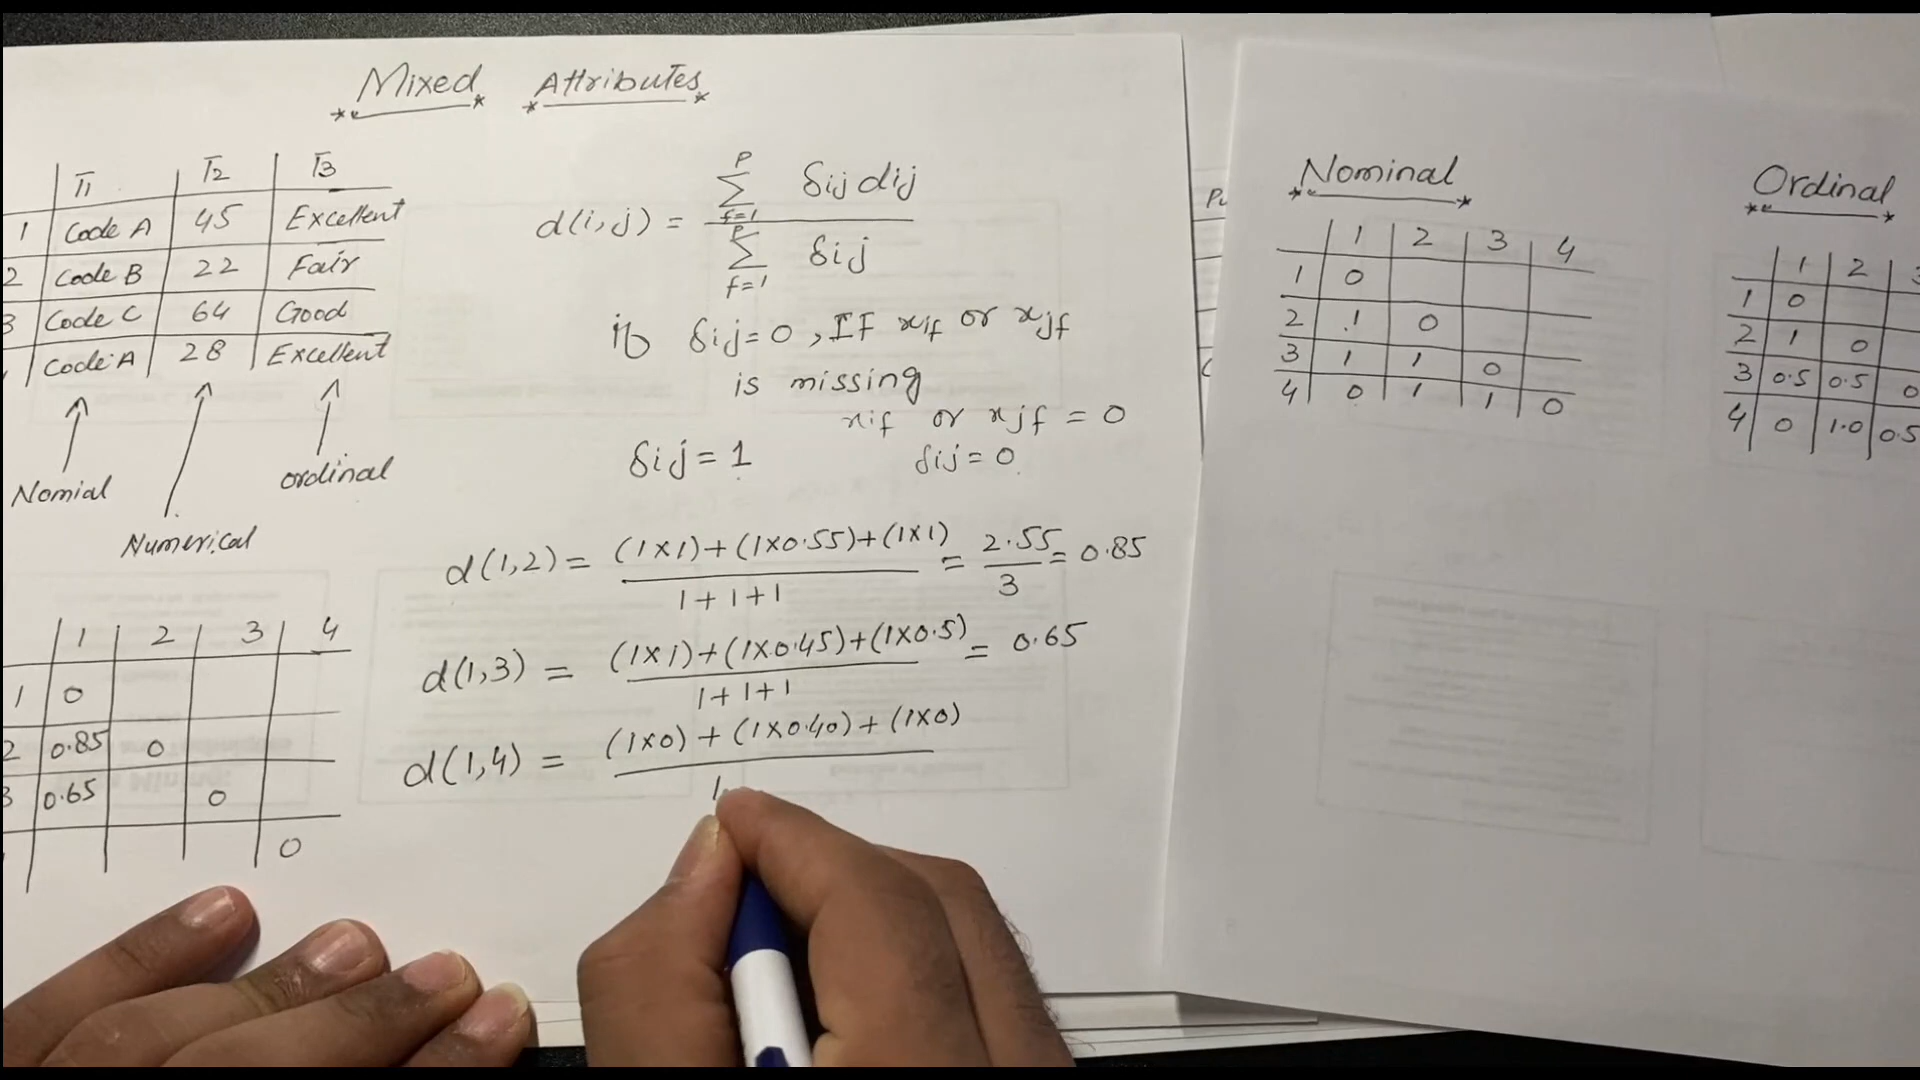 Mixed Attributes
T1 T2 T3
1 Code A 45 Excellent
2 Code B 22 Fair
3 Code C 64 Good
Code A 28 Excellent
Nomial
Numerical
ordinal
1 2 3 4
1 0
2 0.85 0
3 0.65 0
0
d(i,j) = P Σ f=1 δij dij
P Σ f=1 δij
δij=0, IF xif or xjf
is missing
xif or xjf = 0
δij = 1 δij = 0
d(1,2) = (1×1)+(1×0.55)+(1×1) = 2.55 = 0.85
1+1+1 3
d(1,3) = (1×1)+(1×0.45)+(1×0.5) = 0.65
1+1+1
d(1,4) = (1×0)+(1×0.40)+(1×0)
1
Nominal
1 2 3 4
1 0
2 1 0
3 1 1 0
4 0 1 1 0
Ordinal
1 2 3
1 0
2 1 0
3 0.5 0.5 0
4 0 1.0 0.5